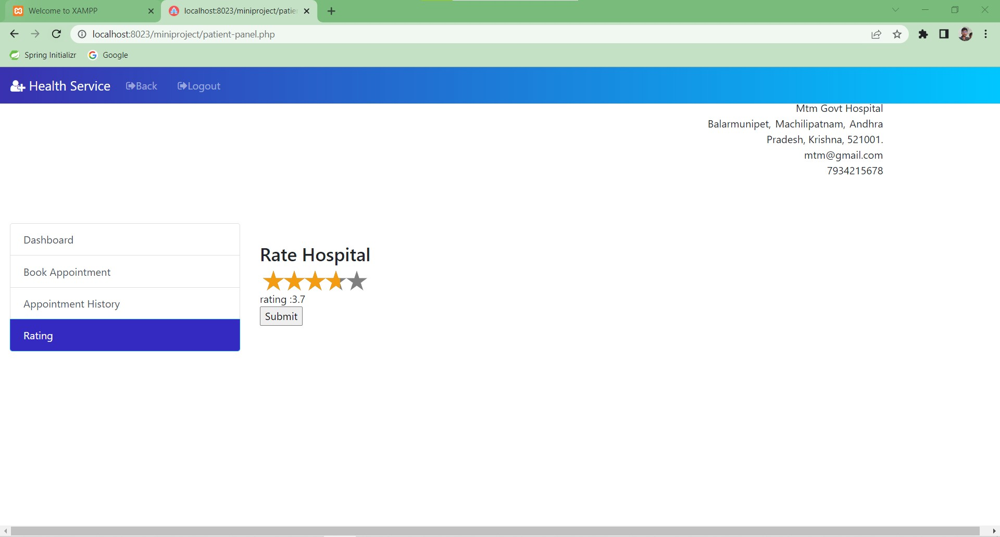 Welcome to XAMPP
localhost:8023/miniproject/patie
localhost:8023/miniproject/patient-panel.php
Spring Initializr
Google
Health Service
Back
Logout
Mtm Govt Hospital
Balarmunipet, Machilipatnam, Andhra
Pradesh, Krishna, 521001.
mtm@gmail.com
7934215678
Dashboard
Book Appointment
Appointment History
Rating
Rate Hospital
rating :3.7
Submit